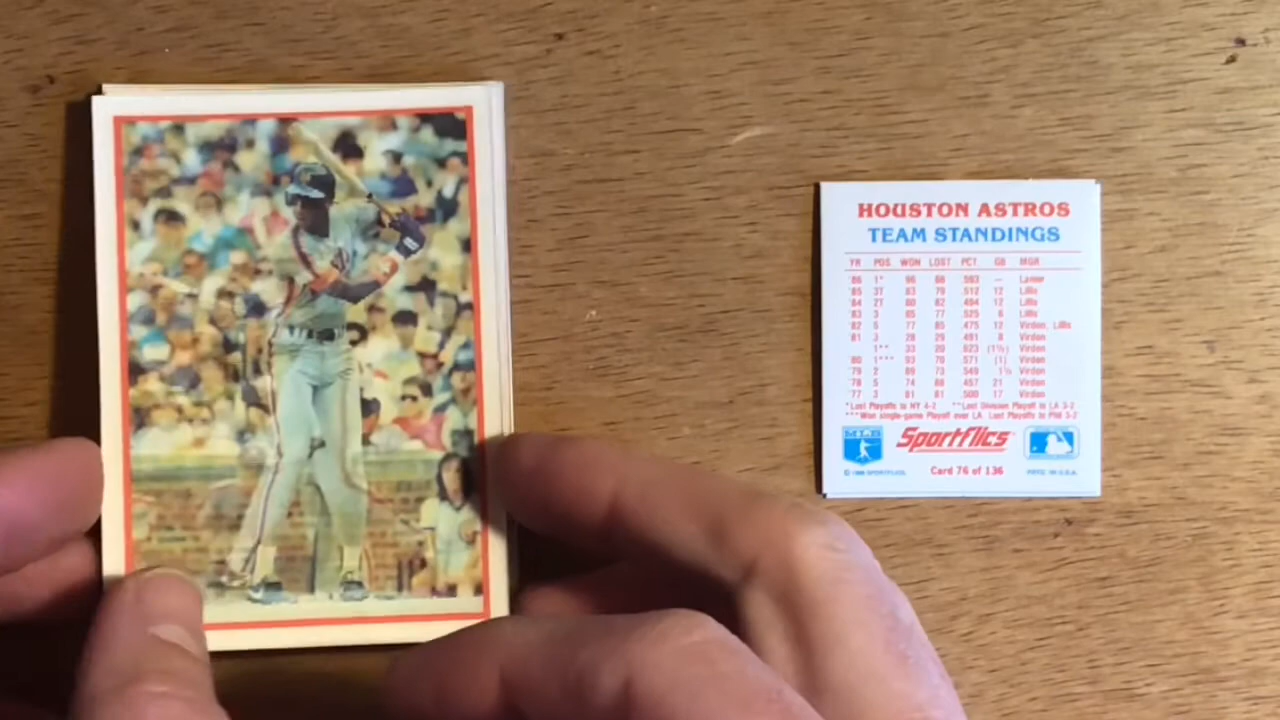 HOUSTON ASTROS
TEAM STANDINGS
YR POS WON LOST PCT GB MGR
'86 1* 96 66 .593 — Lanier
'85 3T 83 79 .512 12 Lillis
'84 2T 80 82 .494 12 Lillis
'83 3 85 77 .525 6 Lillis
'82 5 77 85 .475 12 Virdon, Lillis
'81 3 28 29 .491 8 Virdon
1** 33 20 .623 (1½) Virdon
'80 1*** 93 70 .571 (1) Virdon
'79 2 89 73 .549 1½ Virdon
'78 5 74 88 .457 21 Virdon
'77 3 81 81 .500 17 Virdon
*Lost Playoffs to NY 4-2 **Lost Division Playoff to LA 3-2
***Won single-game Playoff over LA Lost Playoffs to Phil 3-2
MLB
Sportflics
© 1986 SPORTFLICS
Card 76 of 136
PRTD. IN U.S.A.